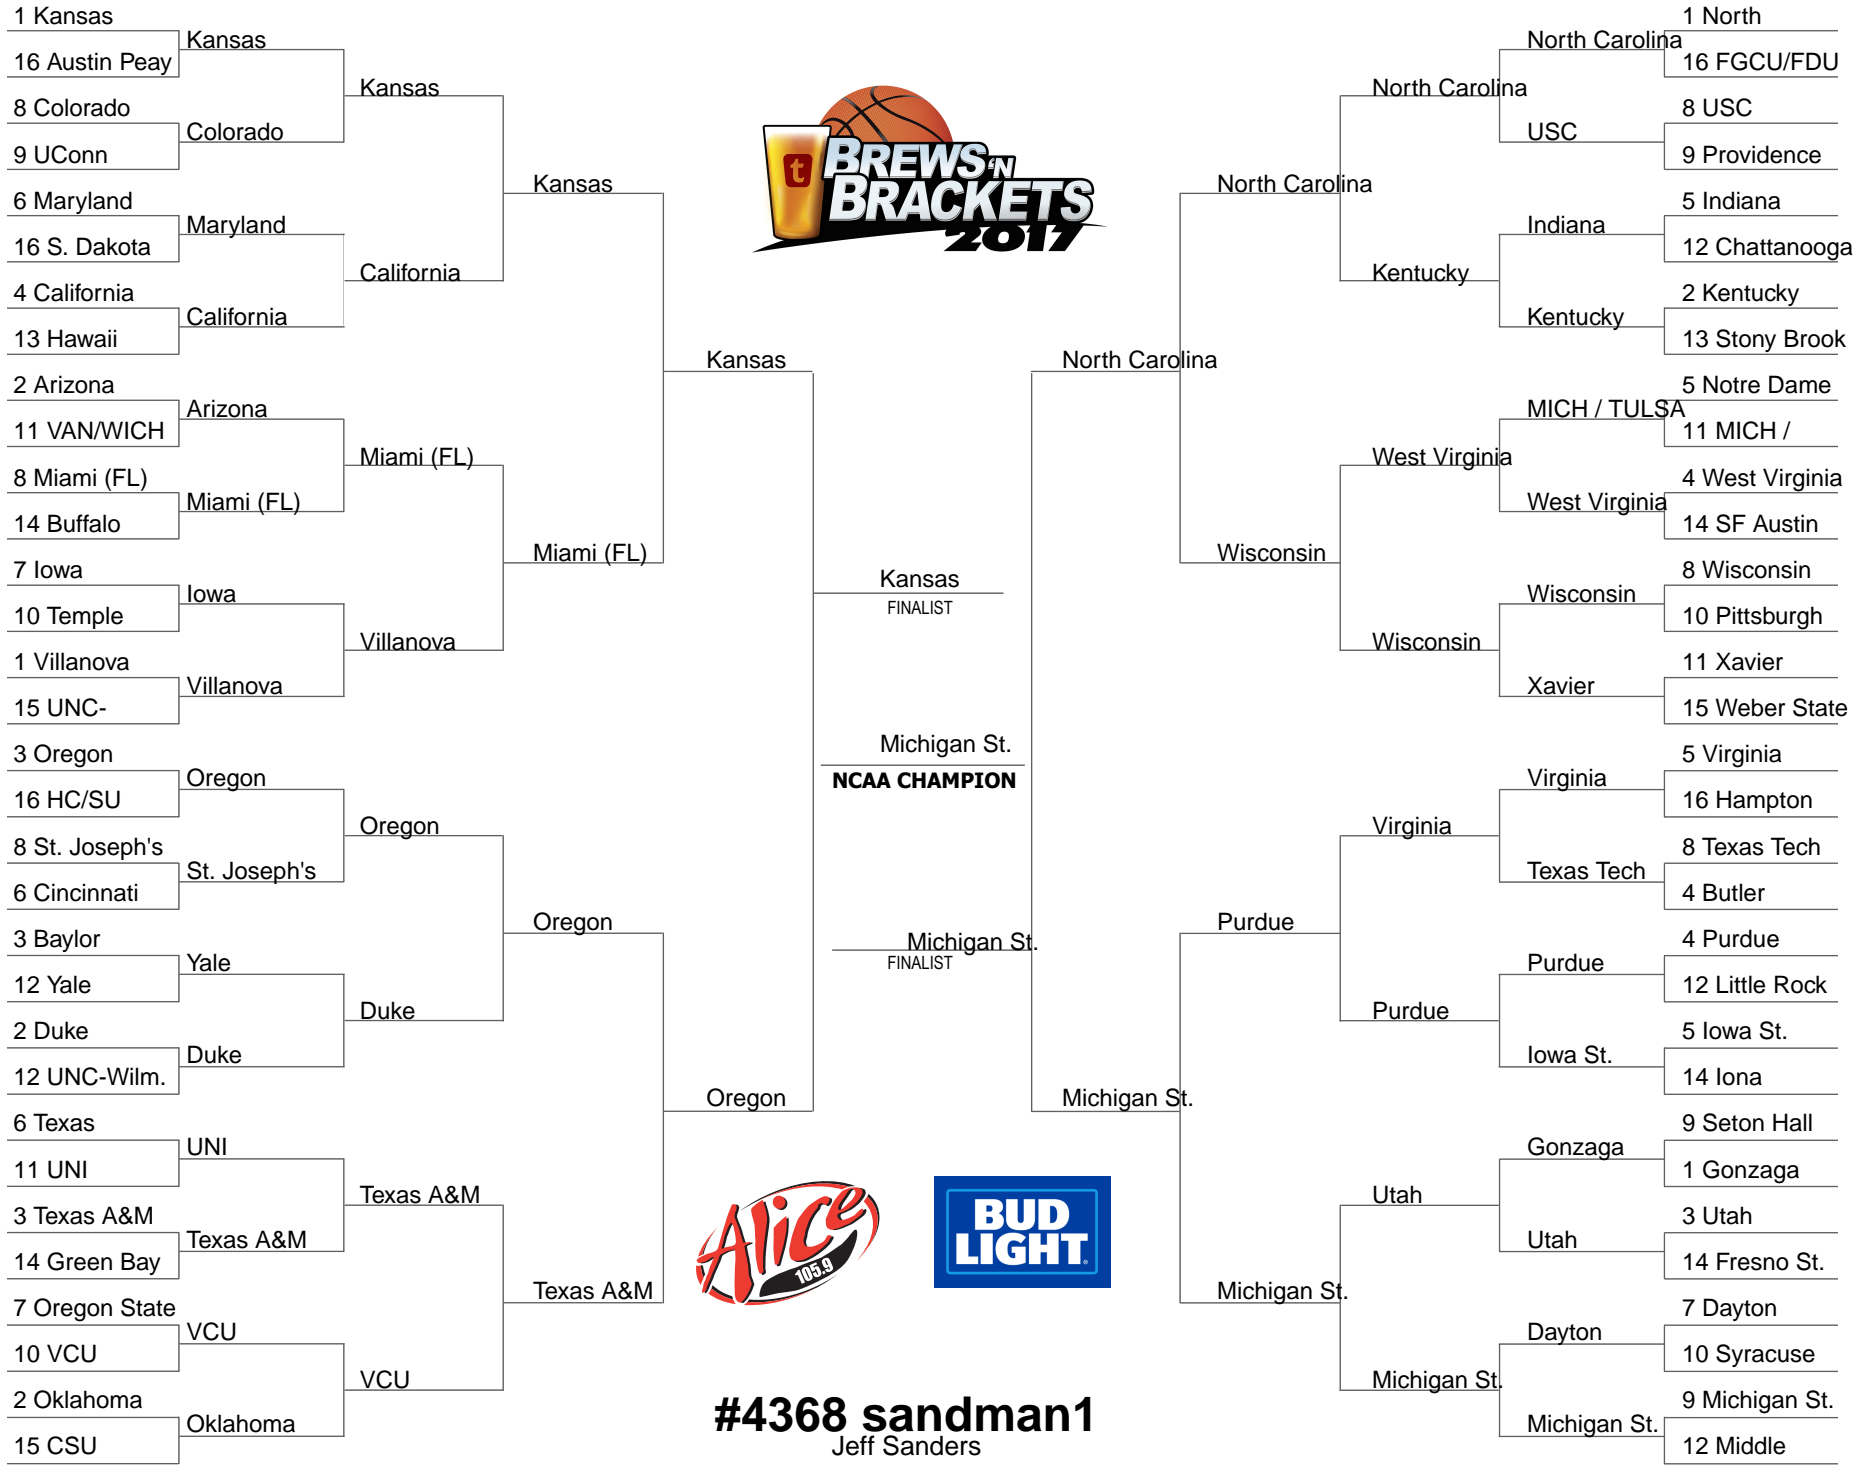 1 Kansas
16 Austin Peay
8 Colorado
9 UConn
6 Maryland
16 S. Dakota
4 California
13 Hawaii
2 Arizona
11 VAN/WICH
8 Miami (FL)
14 Buffalo
7 Iowa
10 Temple
1 Villanova
15 UNC-
3 Oregon
16 HC/SU
8 St. Joseph's
6 Cincinnati
3 Baylor
12 Yale
2 Duke
12 UNC-Wilm.
6 Texas
11 UNI
3 Texas A&M
14 Green Bay
7 Oregon State
10 VCU
2 Oklahoma
15 CSU
Kansas
Colorado
Maryland
California
Arizona
Miami (FL)
Iowa
Villanova
Oregon
St. Joseph's
Yale
Duke
UNI
Texas A&M
VCU
Oklahoma
Kansas
California
Miami (FL)
Villanova
Oregon
Duke
Texas A&M
VCU
Kansas
Miami (FL)
Oregon
Texas A&M
Kansas
Oregon
t
BREWS 'N
BRACKETS
2017
Kansas
FINALIST
Michigan St.
NCAA CHAMPION
Michigan St.
FINALIST
Alice
105.9
BUD
LIGHT
#4368 sandman1
Jeff Sanders
North Carolina
Michigan St.
North Carolina
Wisconsin
Purdue
Michigan St.
North Carolina
Kentucky
West Virginia
Wisconsin
Virginia
Purdue
Utah
Michigan St.
North Carolina
USC
Indiana
Kentucky
MICH / TULSA
West Virginia
Wisconsin
Xavier
Virginia
Texas Tech
Purdue
Iowa St.
Gonzaga
Utah
Dayton
Michigan St.
1 North
16 FGCU/FDU
8 USC
9 Providence
5 Indiana
12 Chattanooga
2 Kentucky
13 Stony Brook
5 Notre Dame
11 MICH /
4 West Virginia
14 SF Austin
8 Wisconsin
10 Pittsburgh
11 Xavier
15 Weber State
5 Virginia
16 Hampton
8 Texas Tech
4 Butler
4 Purdue
12 Little Rock
5 Iowa St.
14 Iona
9 Seton Hall
1 Gonzaga
3 Utah
14 Fresno St.
7 Dayton
10 Syracuse
9 Michigan St.
12 Middle